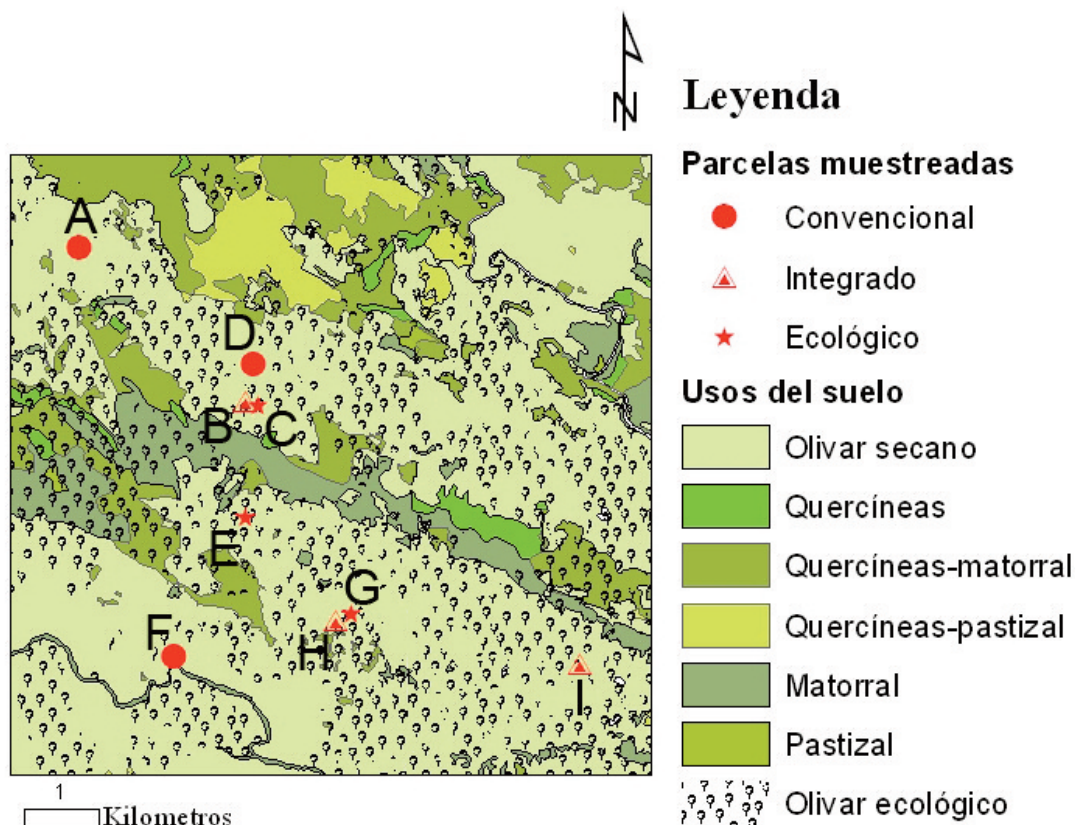 N
Leyenda
Parcelas muestreadas
Convencional
Integrado
Ecológico
Usos del suelo
Olivar secano
Quercíneas
Quercíneas-matorral
Quercíneas-pastizal
Matorral
Pastizal
Olivar ecológico
A
D
B
C
E
G
F
H
I
1
Kilometros